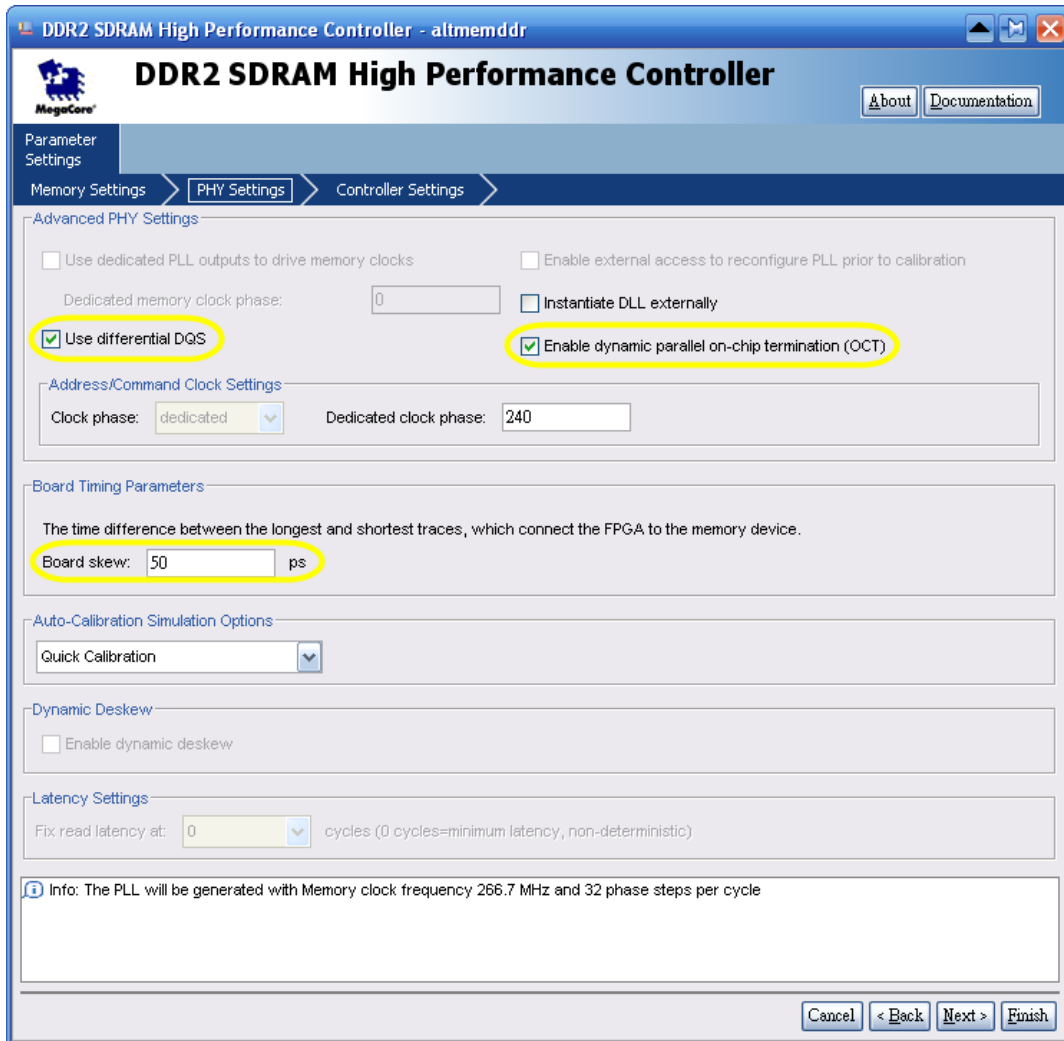 DDR2 SDRAM High Performance Controller - altmemddr
DDR2 SDRAM High Performance Controller
MegaCore®
About Documentation
Parameter
Settings
Memory Settings PHY Settings Controller Settings
Advanced PHY Settings
Use dedicated PLL outputs to drive memory clocks
Enable external access to reconfigure PLL prior to calibration
Dedicated memory clock phase: 0
Instantiate DLL externally
Use differential DQS
Enable dynamic parallel on-chip termination (OCT)
Address/Command Clock Settings
Clock phase: dedicated Dedicated clock phase: 240
Board Timing Parameters
The time difference between the longest and shortest traces, which connect the FPGA to the memory device.
Board skew: 50 ps
Auto-Calibration Simulation Options
Quick Calibration
Dynamic Deskew
Enable dynamic deskew
Latency Settings
Fix read latency at: 0 cycles (0 cycles=minimum latency, non-deterministic)
Info: The PLL will be generated with Memory clock frequency 266.7 MHz and 32 phase steps per cycle
Cancel < Back Next > Finish